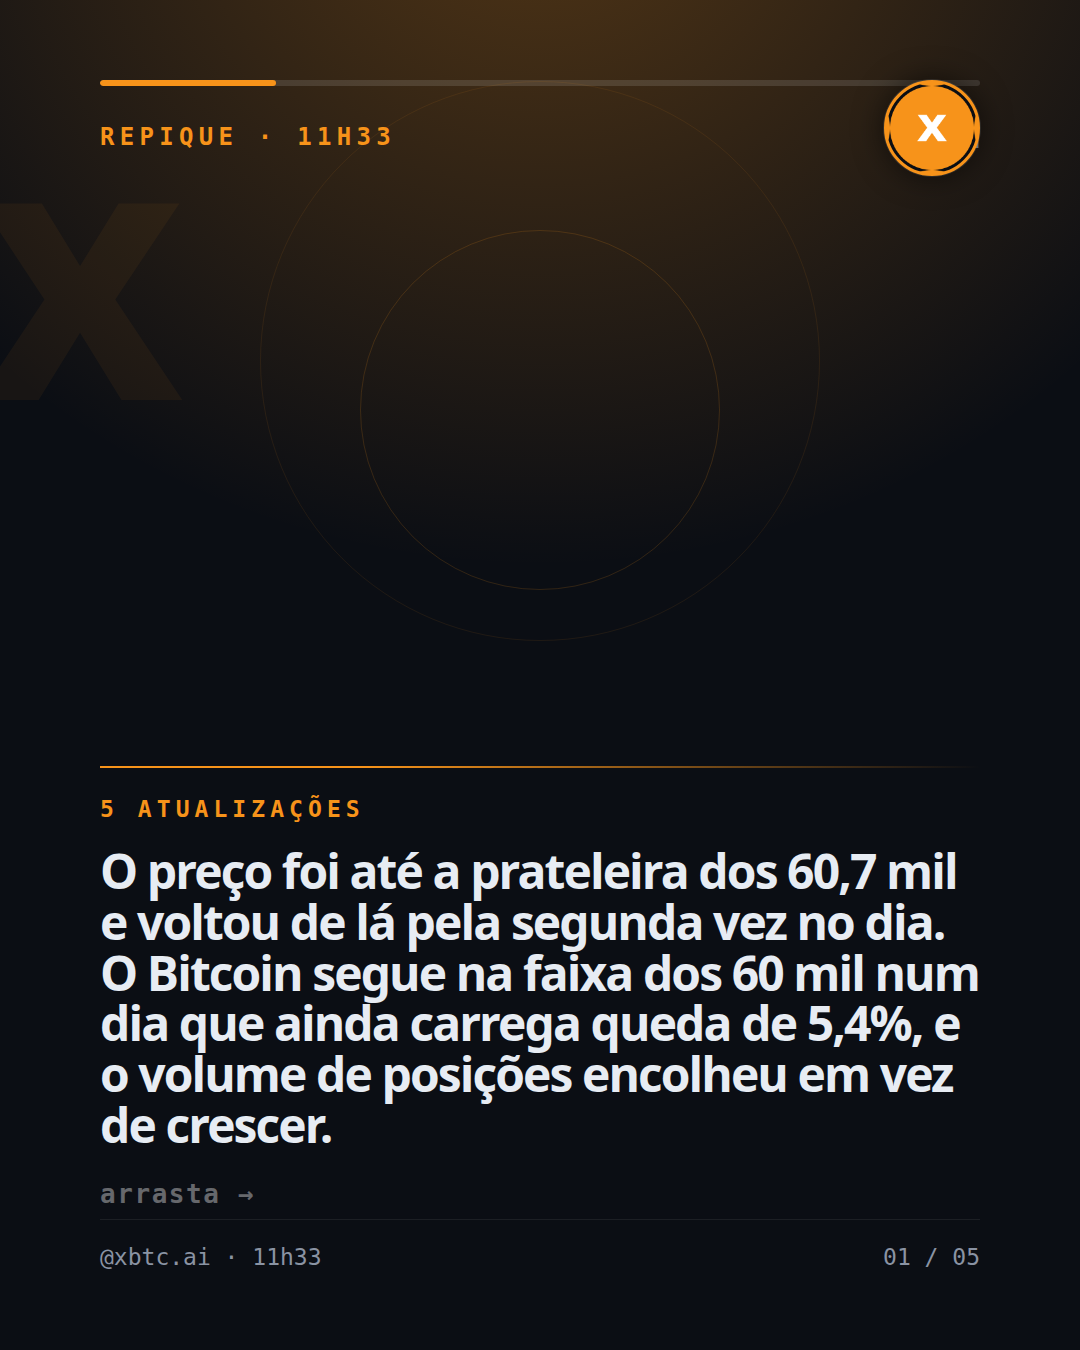 REPIQUE · 11H33
x
x
5 ATUALIZAÇÕES
O preço foi até a prateleira dos 60,7 mil
e voltou de lá pela segunda vez no dia.
O Bitcoin segue na faixa dos 60 mil num
dia que ainda carrega queda de 5,4%, e
o volume de posições encolheu em vez
de crescer.
arrasta →
@xbtc.ai · 11h33
01 / 05